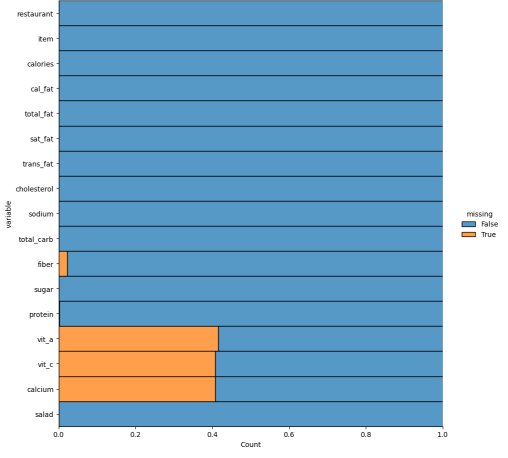 restaurant
item
calories
cal_fat
total_fat
sat_fat
trans_fat
cholesterol
sodium
total_carb
fiber
sugar
protein
vit_a
vit_c
calcium
salad
variable
0.0 0.2 0.4 0.6 0.8 1.0
Count
missing
False
True